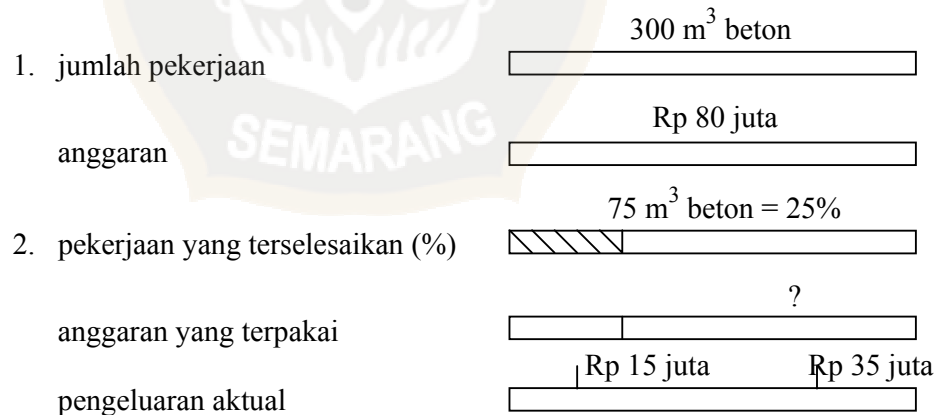 300 m³ beton
1. jumlah pekerjaan
Rp 80 juta
SEMARANG
anggaran
75 m³ beton = 25%
2. pekerjaan yang terselesaikan (%)
?
anggaran yang terpakai
Rp 15 juta Rp 35 juta
pengeluaran aktual